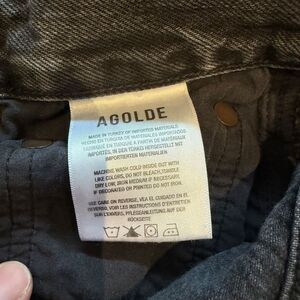 AGOLDE
MADE IN TURKEY OF IMPORTED MATERIALS
HECHO EN TURQUIA DE MATERIALES IMPORTADOS
FABRIQUÉ EN TURQUIE A PARTIR DE MATÉRIAUX
IMPORTÉS, IN DER TÜRKEI HERGESTELLT MIT
IMPORTIERTEN MATERIALIEN
MACHINE WASH COLD INSIDE OUT WITH
LIKE COLORS, DO NOT BLEACH, TUMBLE
DRY LOW, IRON MEDIUM IF NECESSARY
IF DECORATED OR PRINTED DO NOT IRON.
SEE CARE ON REVERSE, VEA EL CUIDADO EN EL
REVERSO, VOIR LES INSTRUCTIONS D'ENTRETIEN
SUR L'ENVERS, PFLEGEANLEITUNG AUF DER
RÜCKSEITE